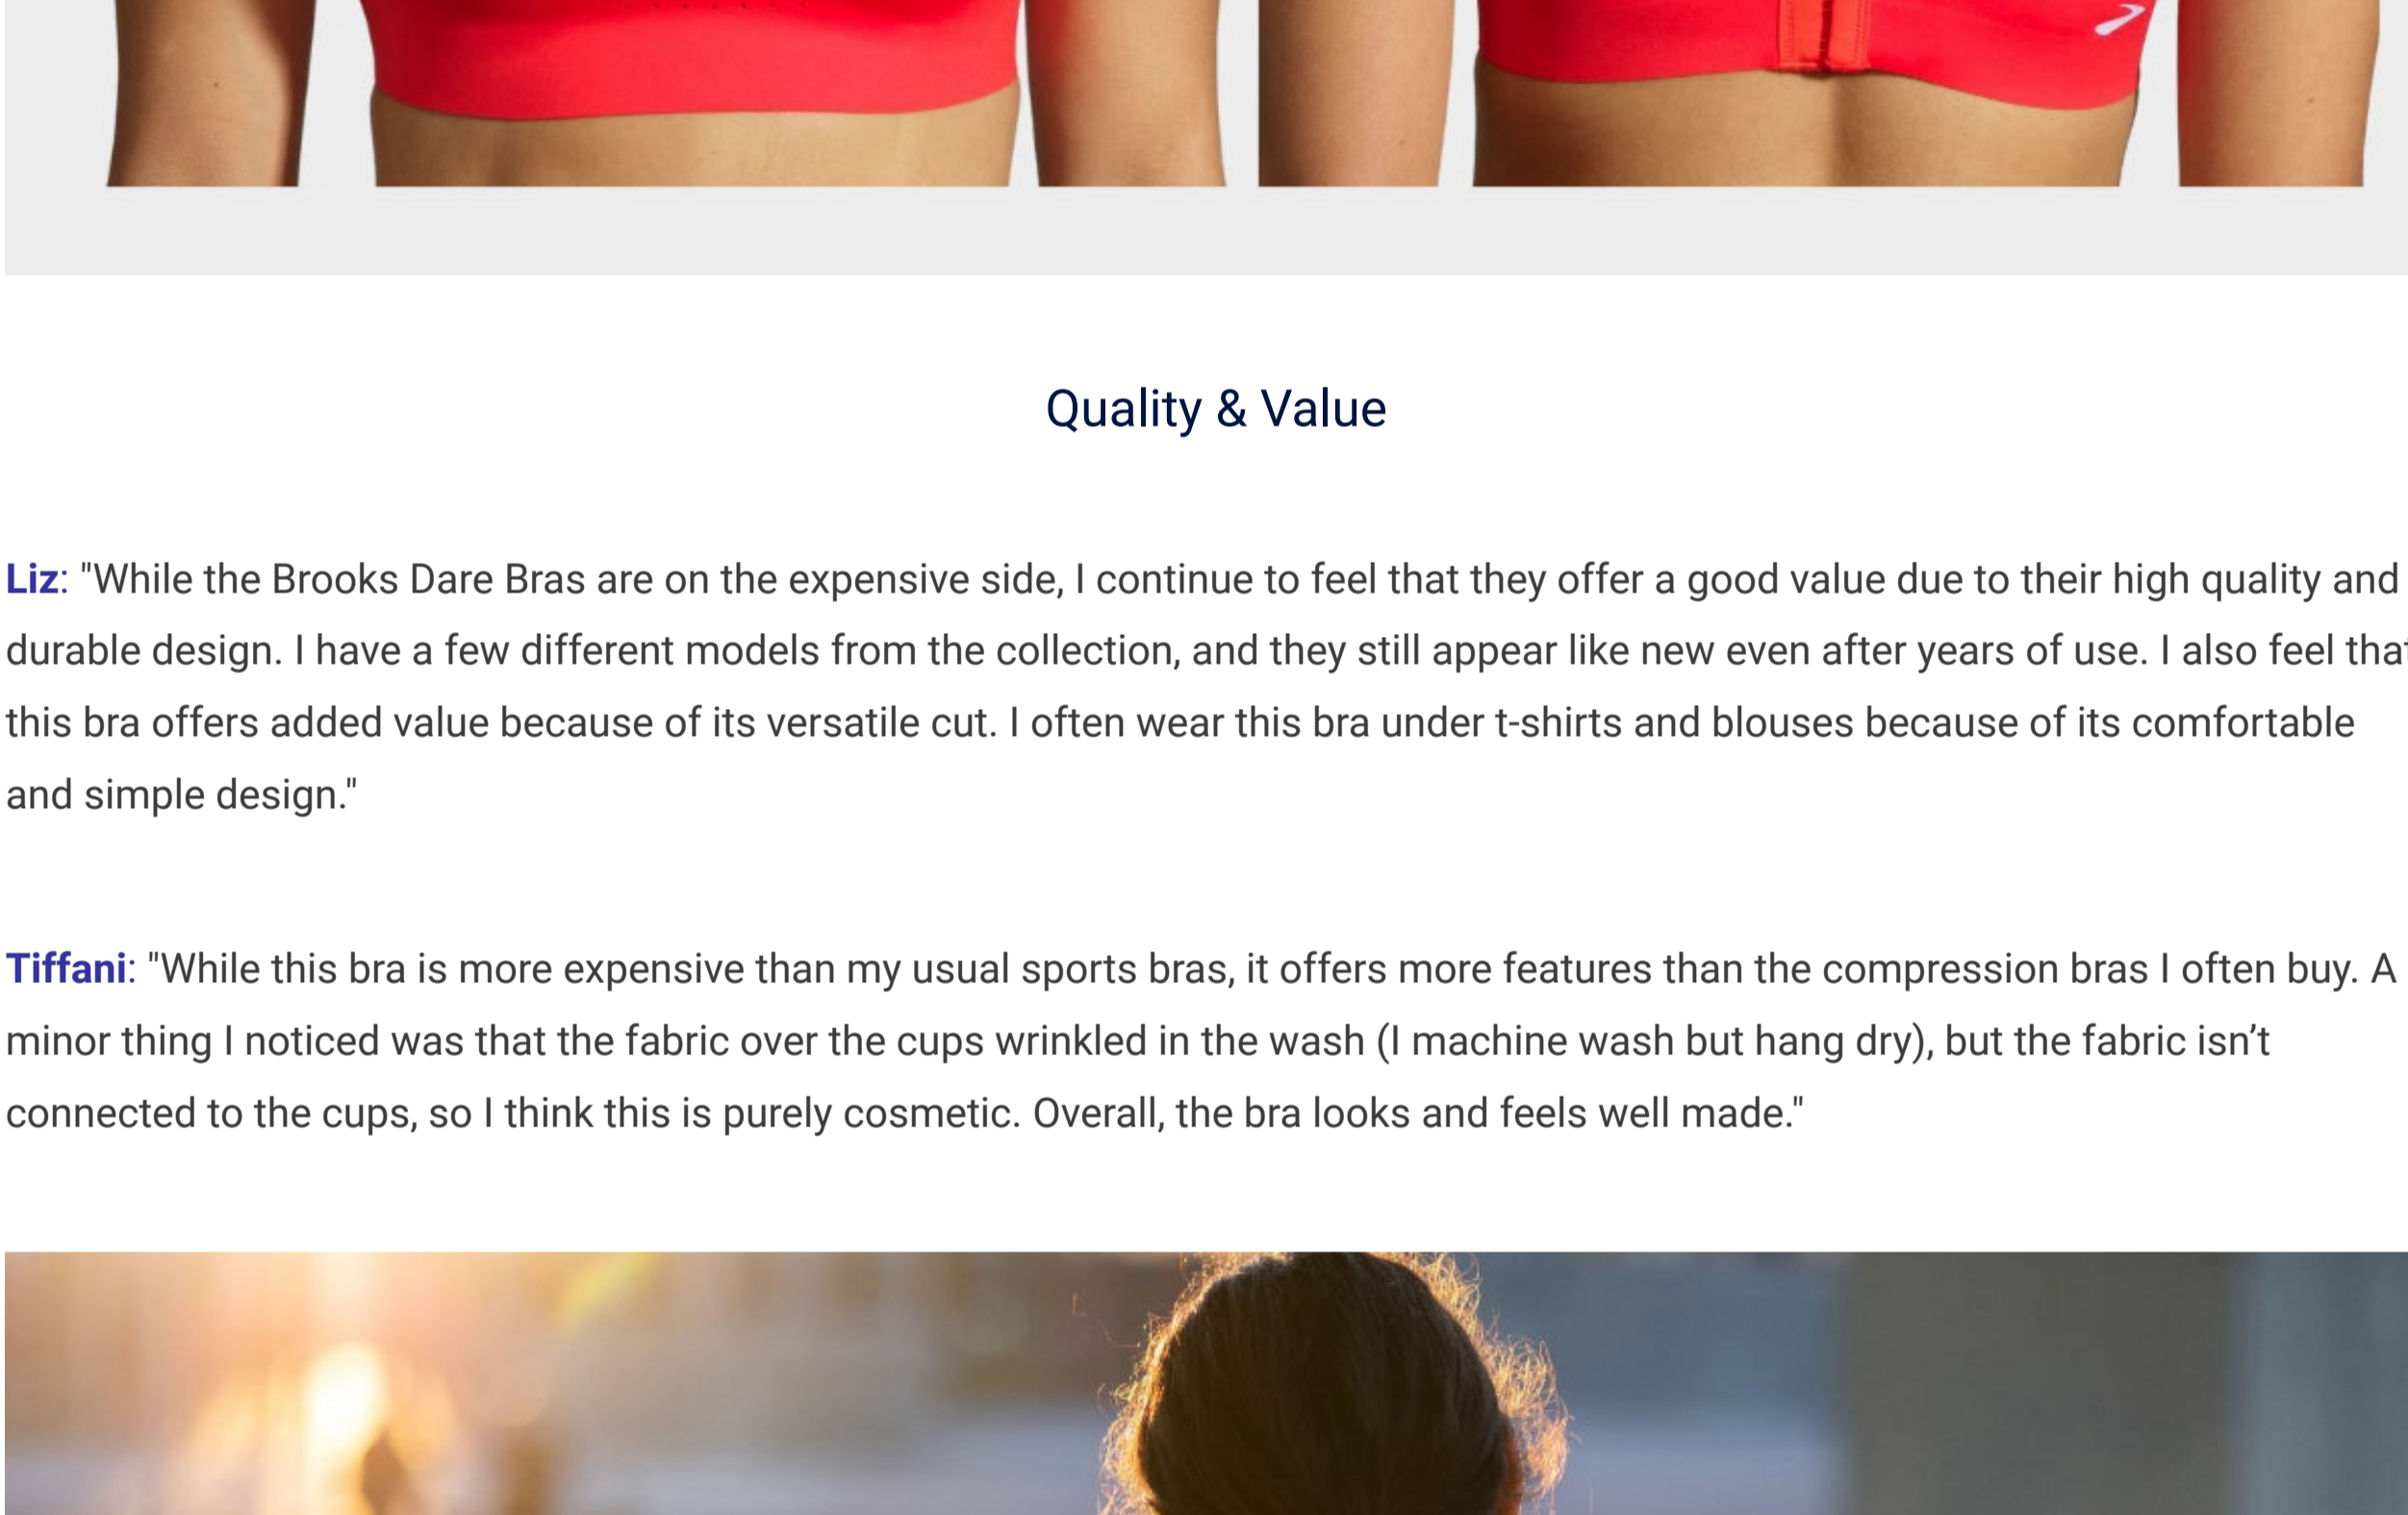 Quality & Value
Liz: "While the Brooks Dare Bras are on the expensive side, I continue to feel that they offer a good value due to their high quality and
durable design. I have a few different models from the collection, and they still appear like new even after years of use. I also feel that
this bra offers added value because of its versatile cut. I often wear this bra under t-shirts and blouses because of its comfortable
and simple design."
Tiffani: "While this bra is more expensive than my usual sports bras, it offers more features than the compression bras I often buy. A
minor thing I noticed was that the fabric over the cups wrinkled in the wash (I machine wash but hang dry), but the fabric isn’t
connected to the cups, so I think this is purely cosmetic. Overall, the bra looks and feels well made."